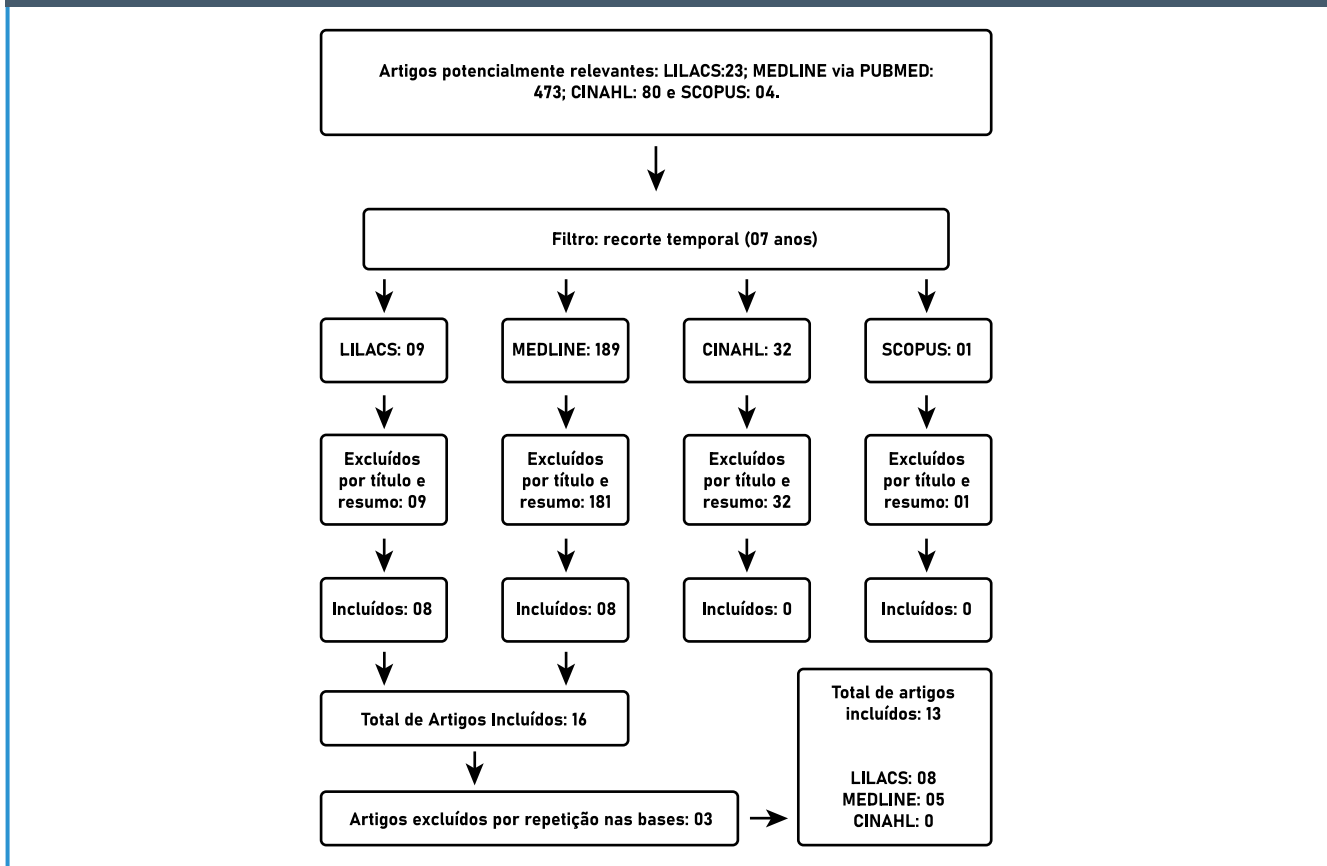 Artigos potencialmente relevantes: LILACS:23; MEDLINE via PUBMED:
473; CINAHL: 80 e SCOPUS: 04.
Filtro: recorte temporal (07 anos)
LILACS: 09
MEDLINE: 189
CINAHL: 32
SCOPUS: 01
Excluídos
por título e
resumo: 09
Excluídos
por título e
resumo: 181
Excluídos
por título e
resumo: 32
Excluídos
por título e
resumo: 01
Incluídos: 08
Incluídos: 08
Incluídos: 0
Incluídos: 0
Total de Artigos Incluídos: 16
Artigos excluídos por repetição nas bases: 03
Total de artigos
incluídos: 13
LILACS: 08
MEDLINE: 05
CINAHL: 0